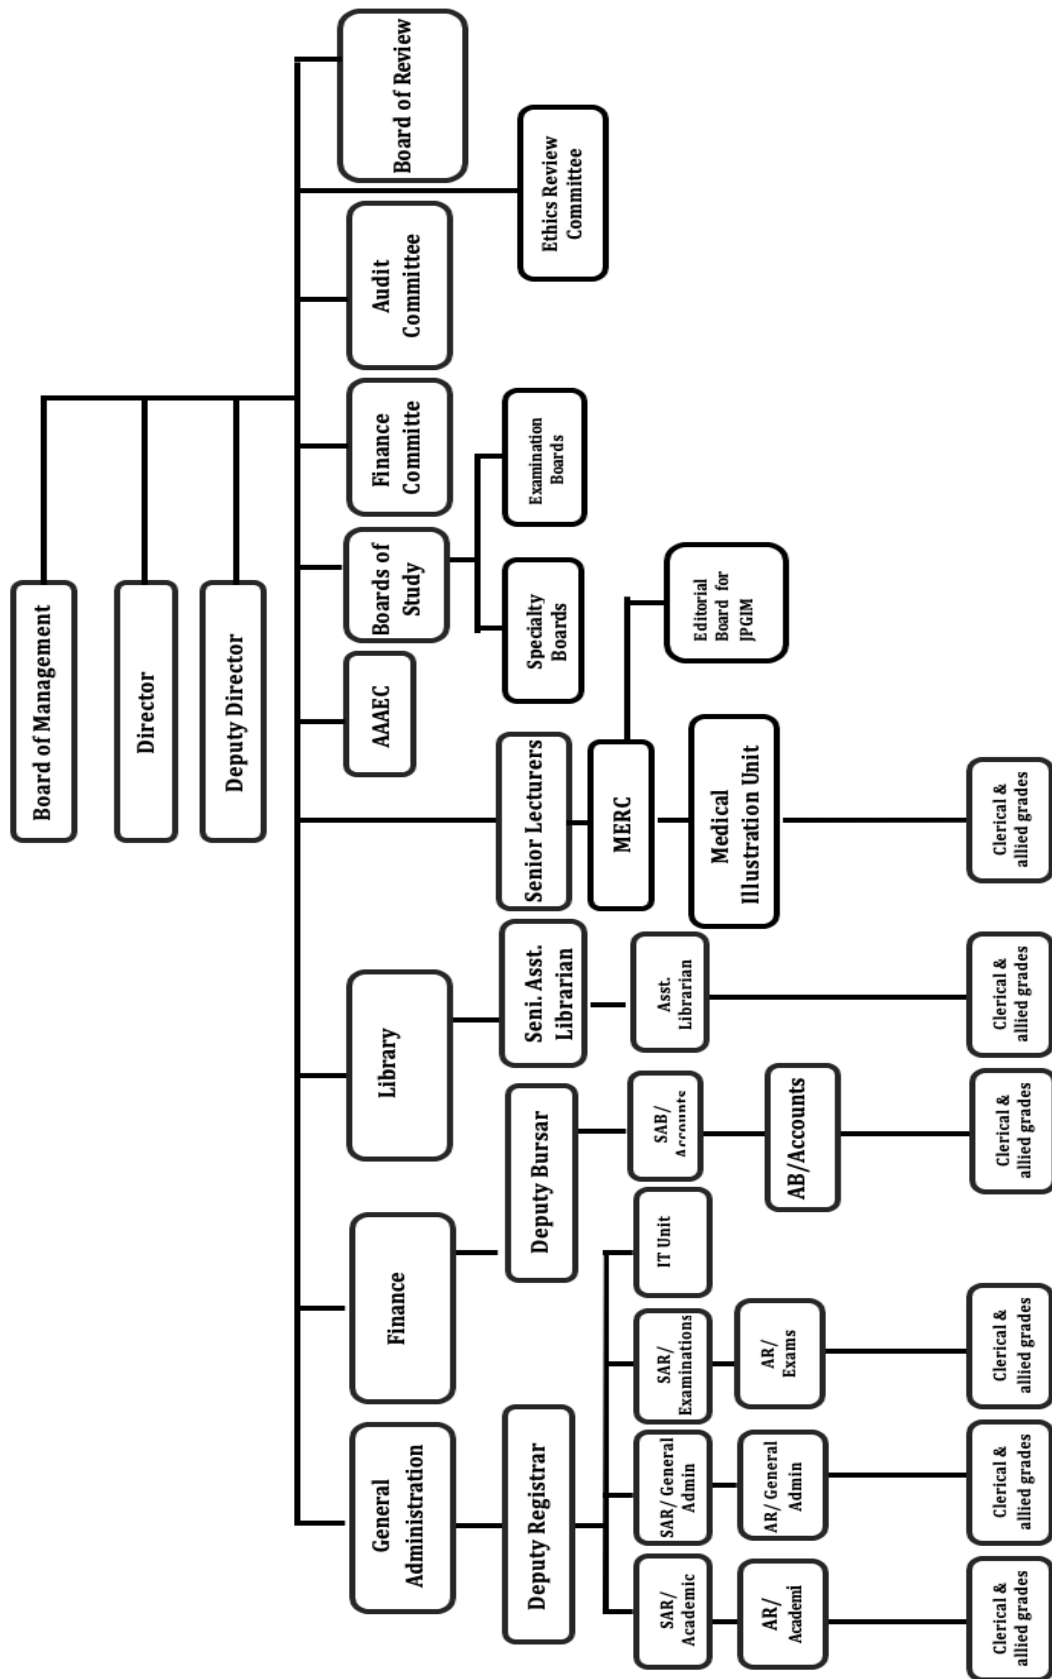 Board of Management
Director
Deputy Director
General
Administration
Finance
Library
AAAEC
Boards of
Study
Finance
Committe
Audit
Committee
Board of Review
Deputy Registrar
Deputy Bursar
Seni. Asst.
Librarian
Senior Lecturers
Specialty
Boards
Examination
Boards
Ethics Review
Committee
MERC
SAR/
Academic
SAR/ General
Admin
SAR/
Examinations
IT Unit
SAB/
Accounts
Asst.
Librarian
Medical
Illustration Unit
Editorial
Board for
JPGIM
AR/
Academi
AR/ General
Admin
AR/
Exams
AB/Accounts
Clerical &
allied grades
Clerical &
allied grades
Clerical &
allied grades
Clerical &
allied grades
Clerical &
allied grades
Clerical &
allied grades